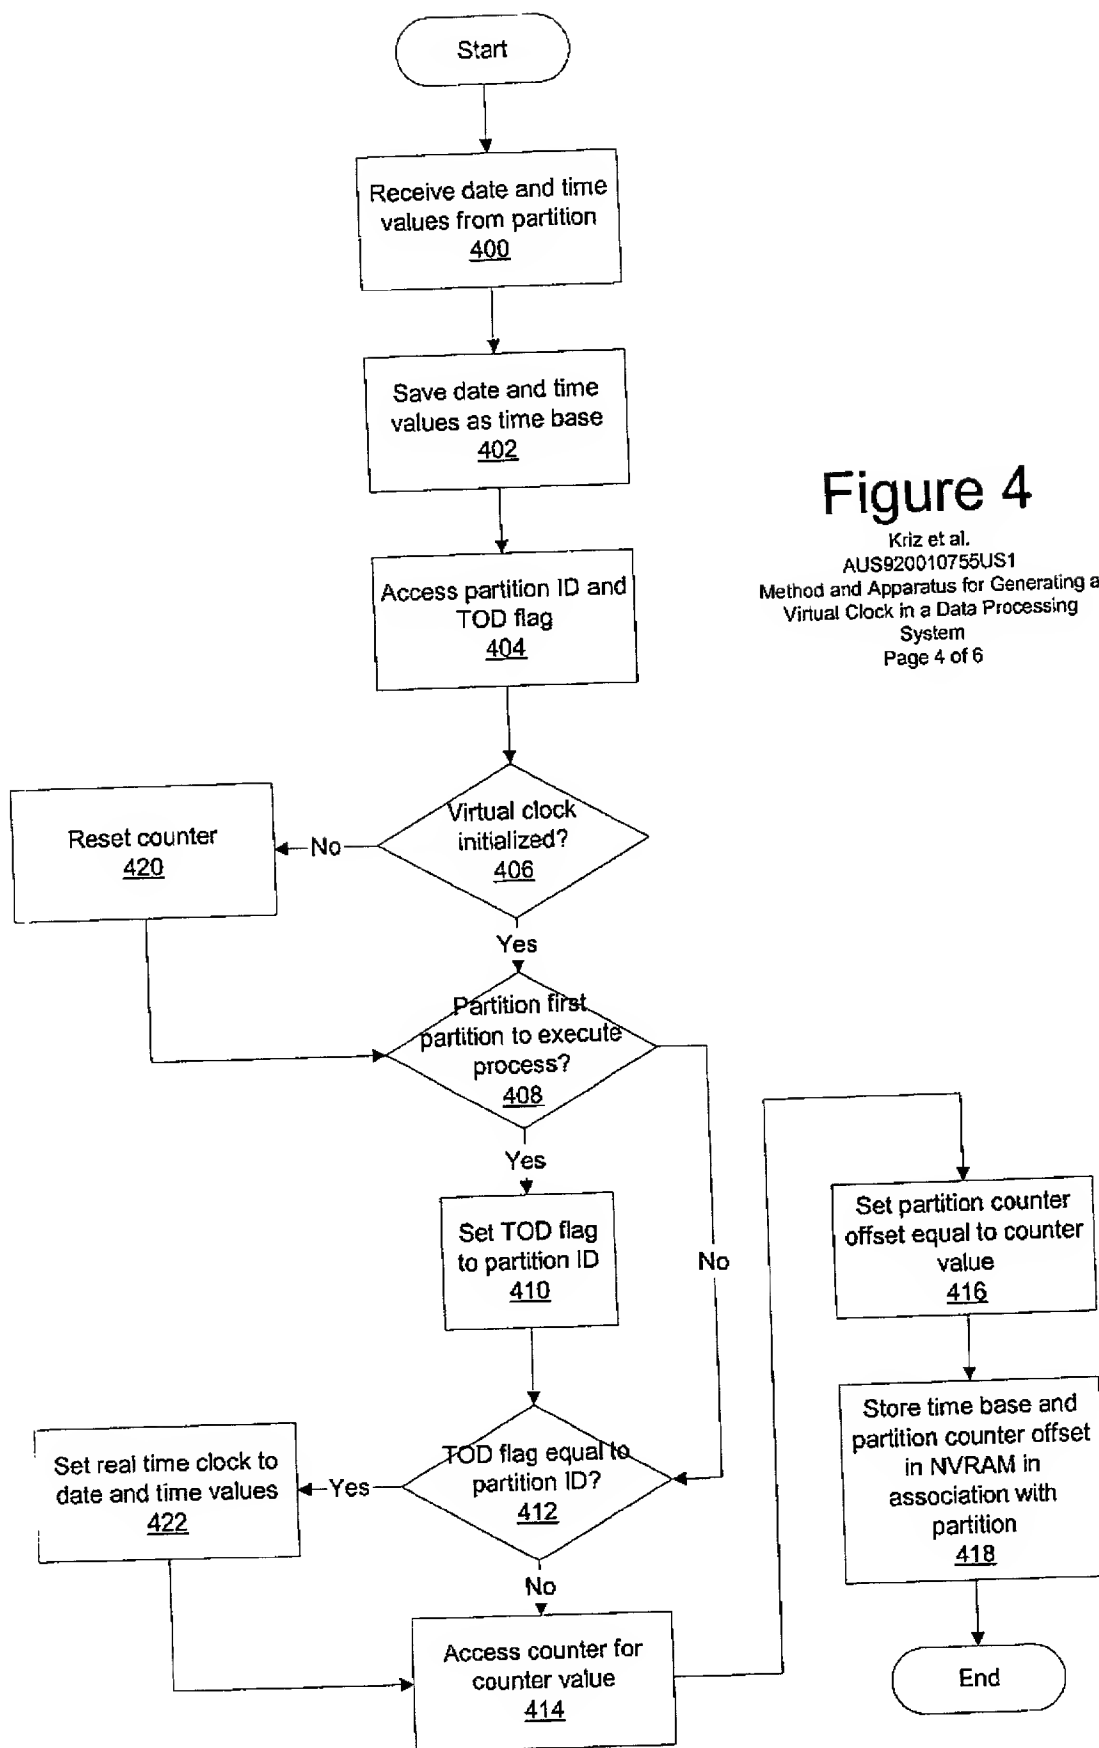 Start
Receive date and time
values from partition
400
Save date and time
values as time base
402
Figure 4
Kriz et al.
AUS920010755US1
Method and Apparatus for Generating a
Virtual Clock in a Data Processing
System
Page 4 of 6
Access partition ID and
TOD flag
404
Virtual clock
initialized?
406
No
Reset counter
420
Yes
Partition first
partition to execute
process?
408
Yes
No
Set TOD flag
to partition ID
410
TOD flag equal to
partition ID?
412
Yes
Set real time clock to
date and time values
422
No
Access counter for
counter value
414
Set partition counter
offset equal to counter
value
416
Store time base and
partition counter offset
in NVRAM in
association with
partition
418
End